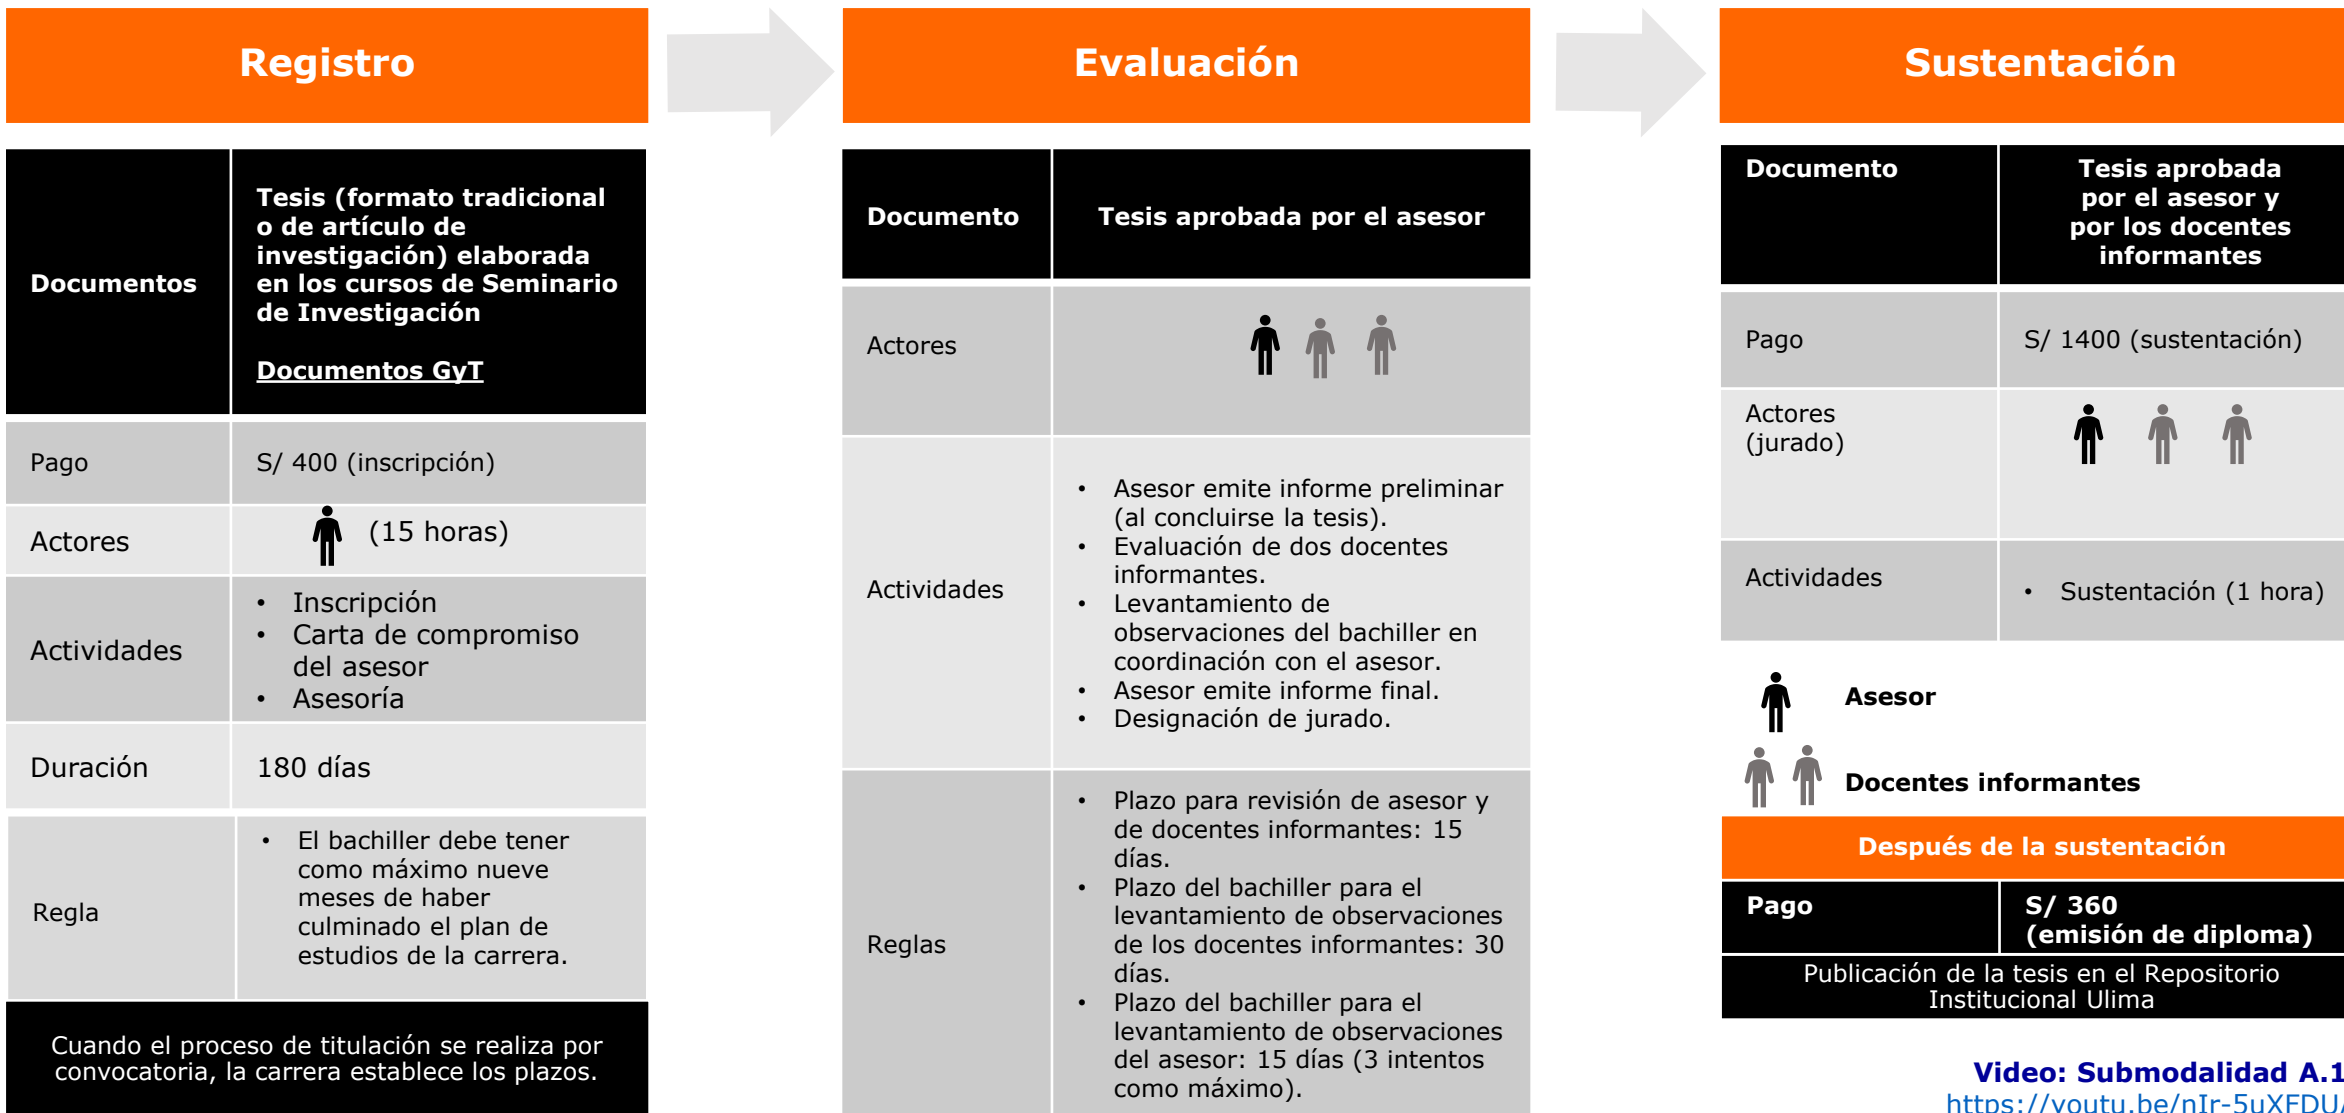 Registro
Documentos
Tesis (formato tradicional
o de artículo de
investigación) elaborada
en los cursos de Seminario
de Investigación
Documentos GyT
Pago
S/ 400 (inscripción)
Actores
(15 horas)
Actividades
• Inscripción
• Carta de compromiso
del asesor
• Asesoría
Duración
180 días
Regla
• El bachiller debe tener
como máximo nueve
meses de haber
culminado el plan de
estudios de la carrera.
Cuando el proceso de titulación se realiza por
convocatoria, la carrera establece los plazos.
Evaluación
Documento
Tesis aprobada por el asesor
Actores
Actividades
• Asesor emite informe preliminar
(al concluirse la tesis).
• Evaluación de dos docentes
informantes.
• Levantamiento de
observaciones del bachiller en
coordinación con el asesor.
• Asesor emite informe final.
• Designación de jurado.
Reglas
• Plazo para revisión de asesor y
de docentes informantes: 15
días.
• Plazo del bachiller para el
levantamiento de observaciones
de los docentes informantes: 30
días.
• Plazo del bachiller para el
levantamiento de observaciones
del asesor: 15 días (3 intentos
como máximo).
Sustentación
Documento
Tesis aprobada
por el asesor y
por los docentes
informantes
Pago
S/ 1400 (sustentación)
Actores
(jurado)
Actividades
• Sustentación (1 hora)
Asesor
Docentes informantes
Después de la sustentación
Pago
S/ 360
(emisión de diploma)
Publicación de la tesis en el Repositorio
Institucional Ulima
Video: Submodalidad A.1